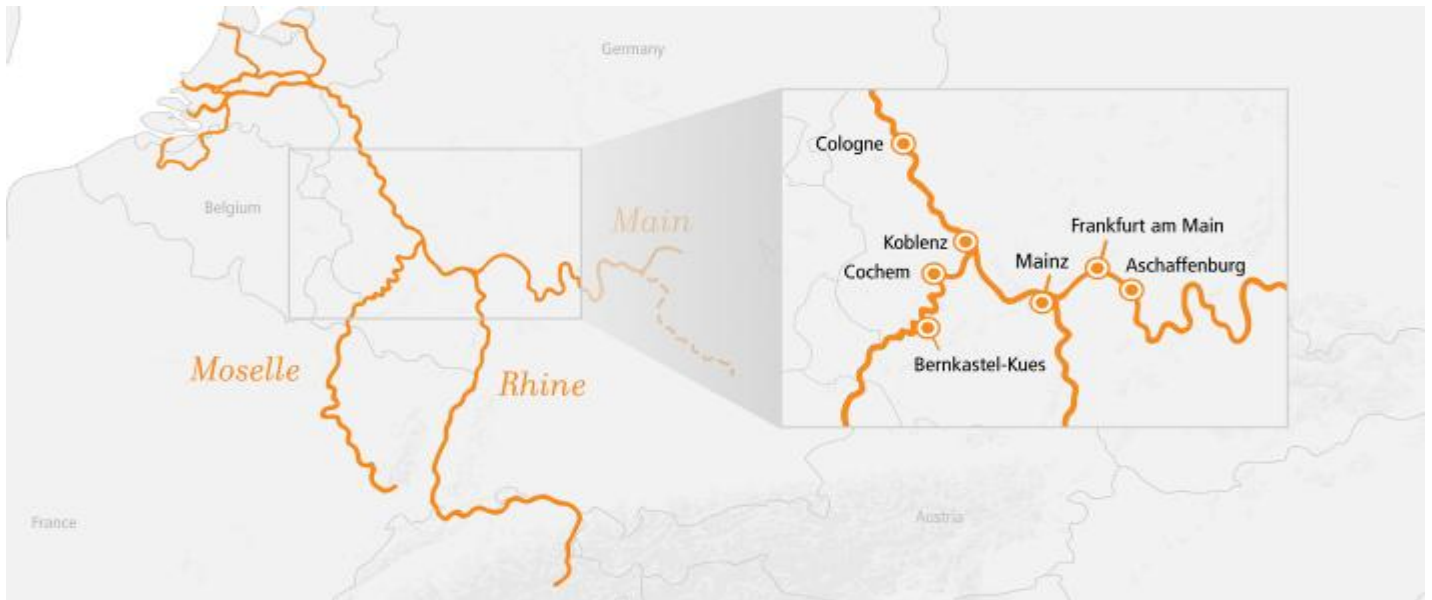 Germany
Belgium
Main
Moselle
Rhine
France
Austria
Cologne
Koblenz
Cochem
Mainz
Frankfurt am Main
Aschaffenburg
Bernkastel-Kues